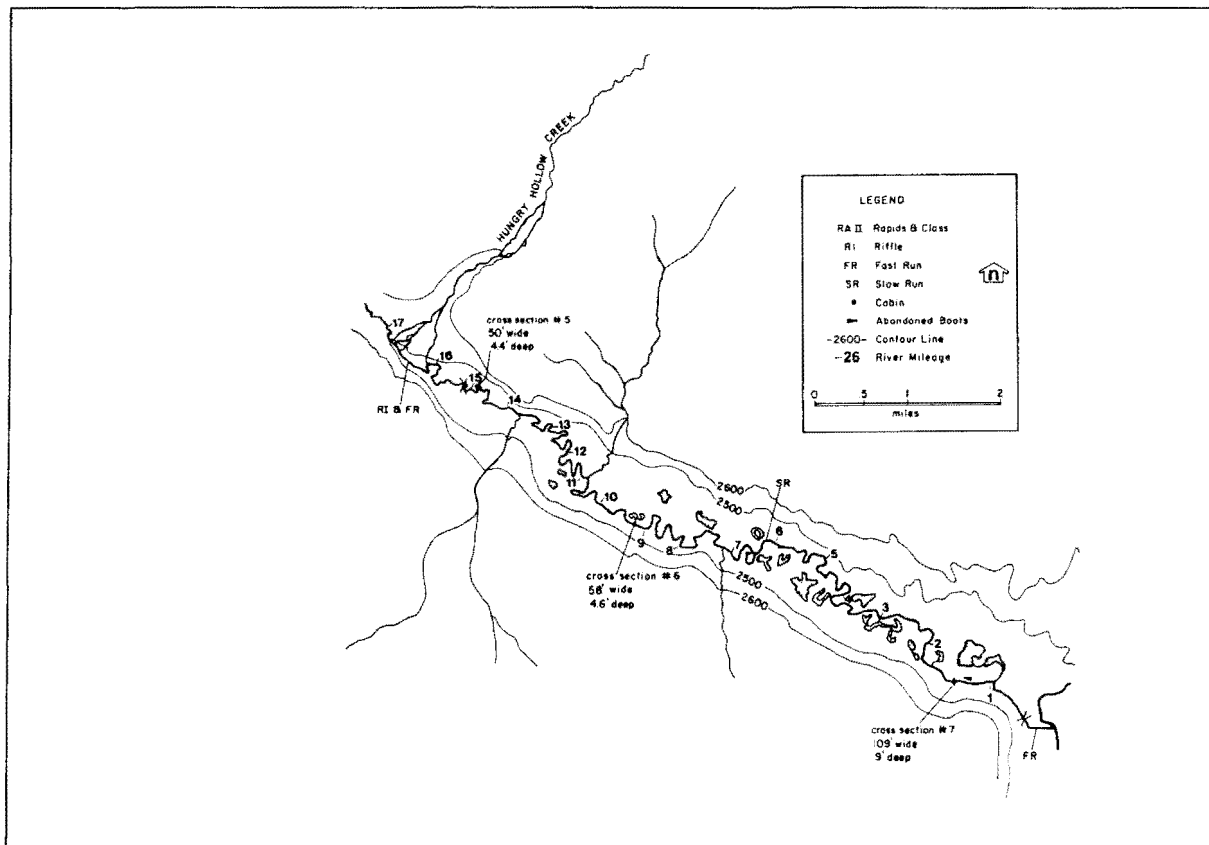 HUNGRY HOLLOW CREEK
LEGEND
RA II Rapids & Class
RI Riffle
FR Fast Run
SR Slow Run
Cabin
Abandoned Boats
-2600- Contour Line
-26 River Mileage
n
0 .5 1 2
miles
17
16
cross section # 5
50' wide
4.4' deep
15
RI & FR
14
13
12
11
10
9
8
cross section # 6
58' wide
4.6' deep
2600
2500
SR
7
6
5
2500
2600
4
3
2
1
cross section # 7
109' wide
9' deep
FR